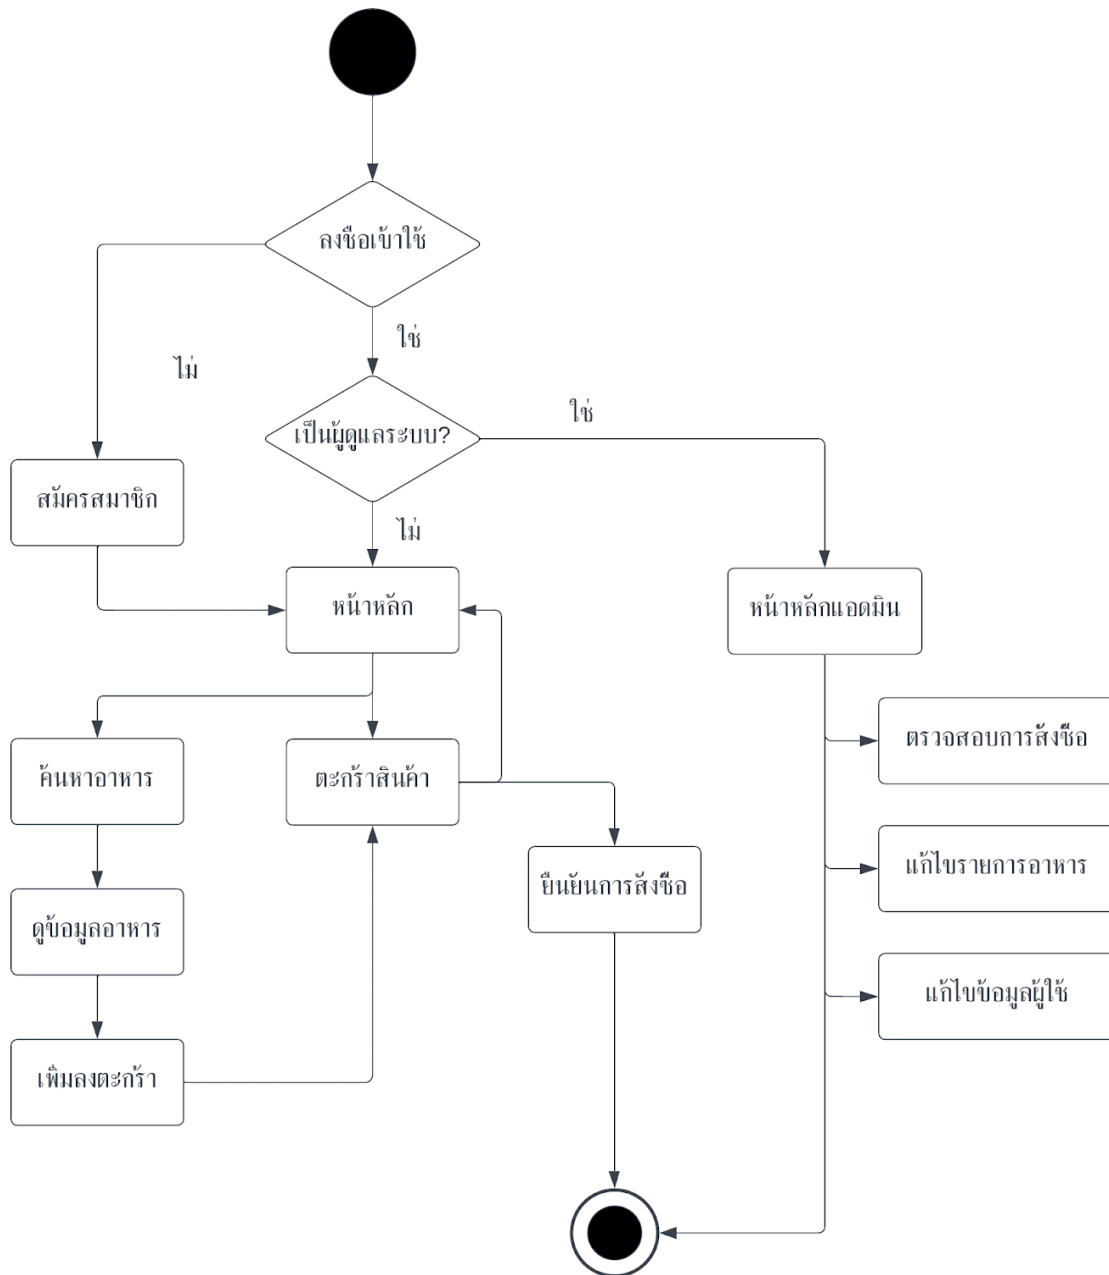 ลงชื่อเข้าใช้
ใช่
ไม่
ใช่
เป็นผู้ดูแลระบบ?
สมัครสมาชิก
ไม่
หน้าหลัก
หน้าหลักแอดมิน
ตรวจสอบการสั่งซื้อ
ค้นหาอาหาร
ตะกร้าสินค้า
แก้ไขรายการอาหาร
ยืนยันการสั่งซื้อ
ดูข้อมูลอาหาร
แก้ไขข้อมูลผู้ใช้
เพิ่มลงตะกร้า